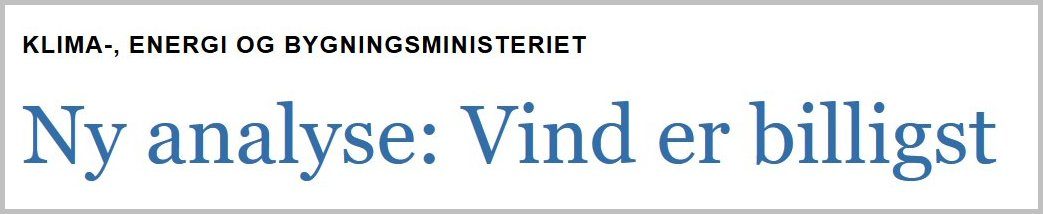 KLIMA-, ENERGI OG BYGNINGSMINISTERIET
Ny analyse: Vind er billigst